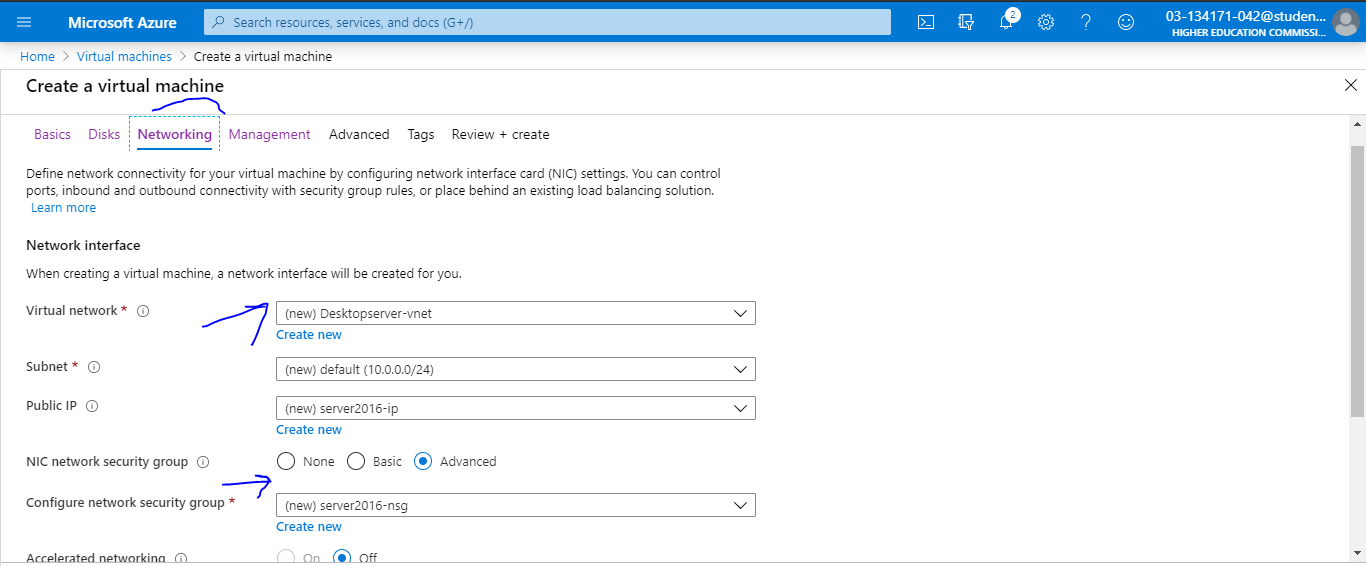 Microsoft Azure
Search resources, services, and docs (G+/)
2
03-134171-042@studen...
HIGHER EDUCATION COMMISSI...
Home > Virtual machines > Create a virtual machine
Create a virtual machine
Basics Disks Networking Management Advanced Tags Review + create
Define network connectivity for your virtual machine by configuring network interface card (NIC) settings. You can control
ports, inbound and outbound connectivity with security group rules, or place behind an existing load balancing solution.
Learn more
Network interface
When creating a virtual machine, a network interface will be created for you.
Virtual network * (new) Desktopserver-vnet
Create new
Subnet * (new) default (10.0.0.0/24)
Public IP (new) server2016-ip
Create new
NIC network security group None Basic Advanced
Configure network security group * (new) server2016-nsg
Create new
Accelerated networking On Off